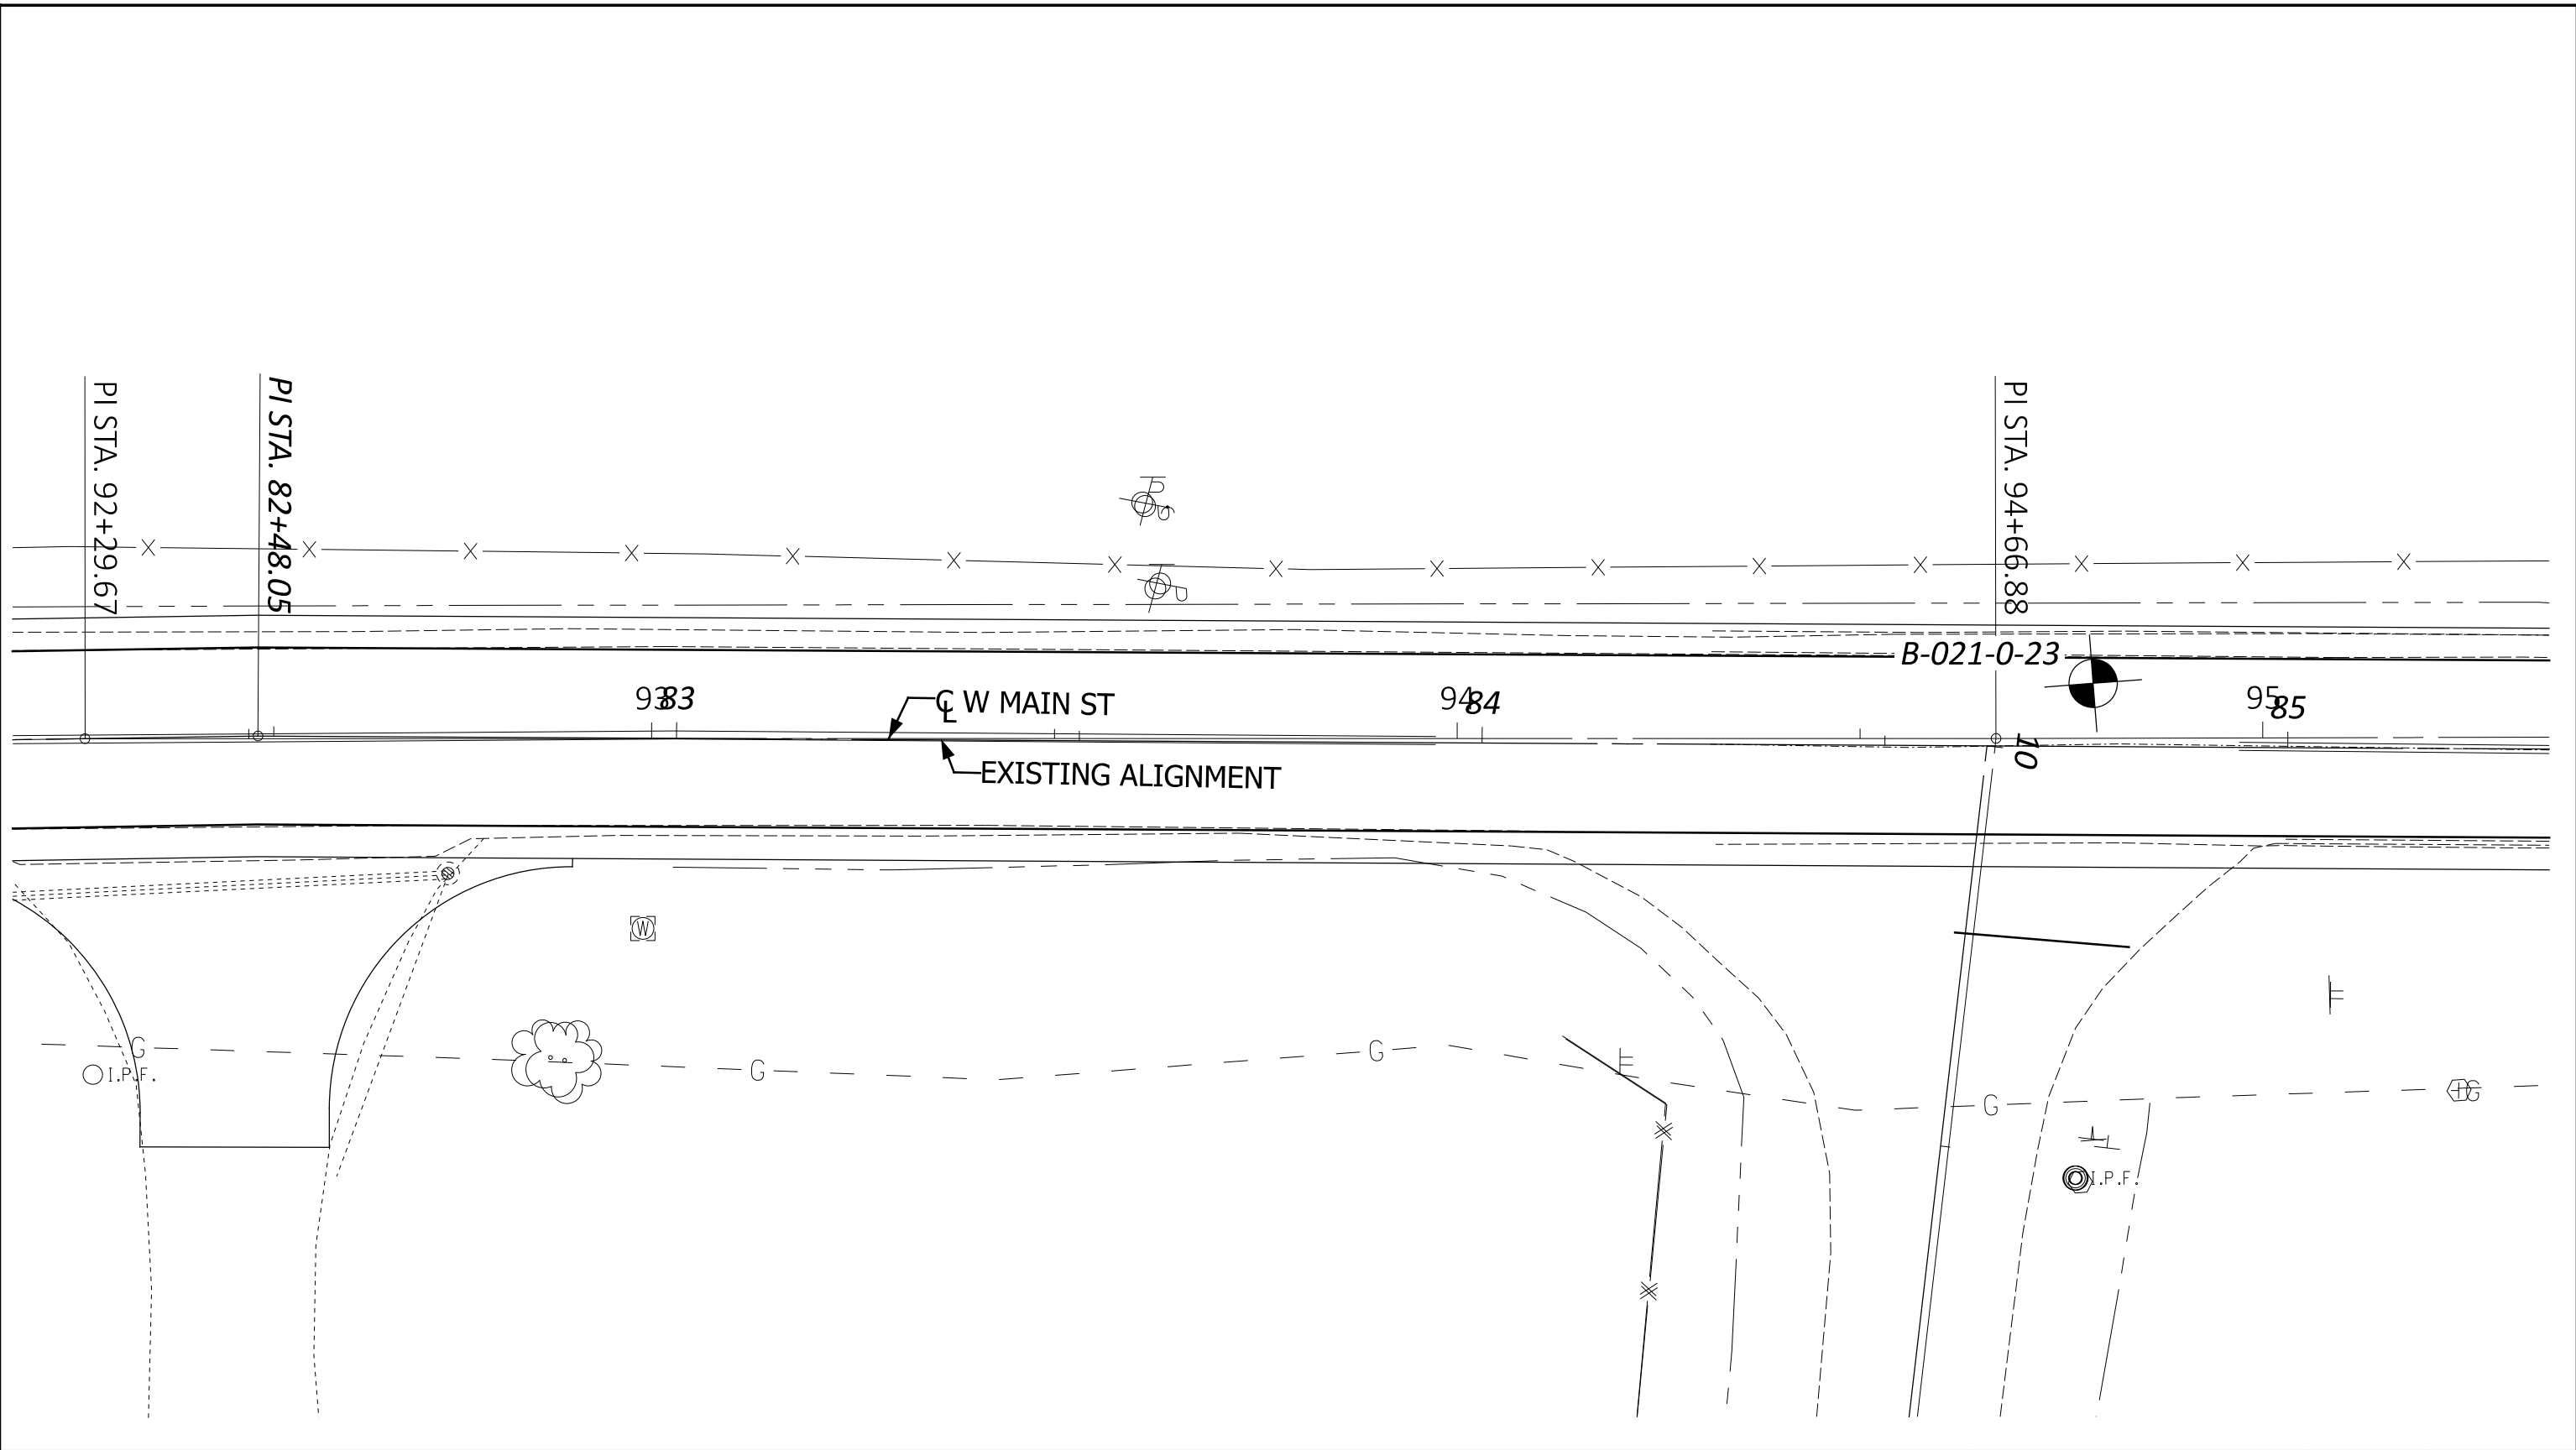 PI STA. 92+29.67
PI STA. 82+48.05
PI STA. 94+66.88
B-021-0-23
93
83
94
84
95
85
℄ W MAIN ST
EXISTING ALIGNMENT
10
W
G
G
G
G
G
I.P.F.
I.P.F.